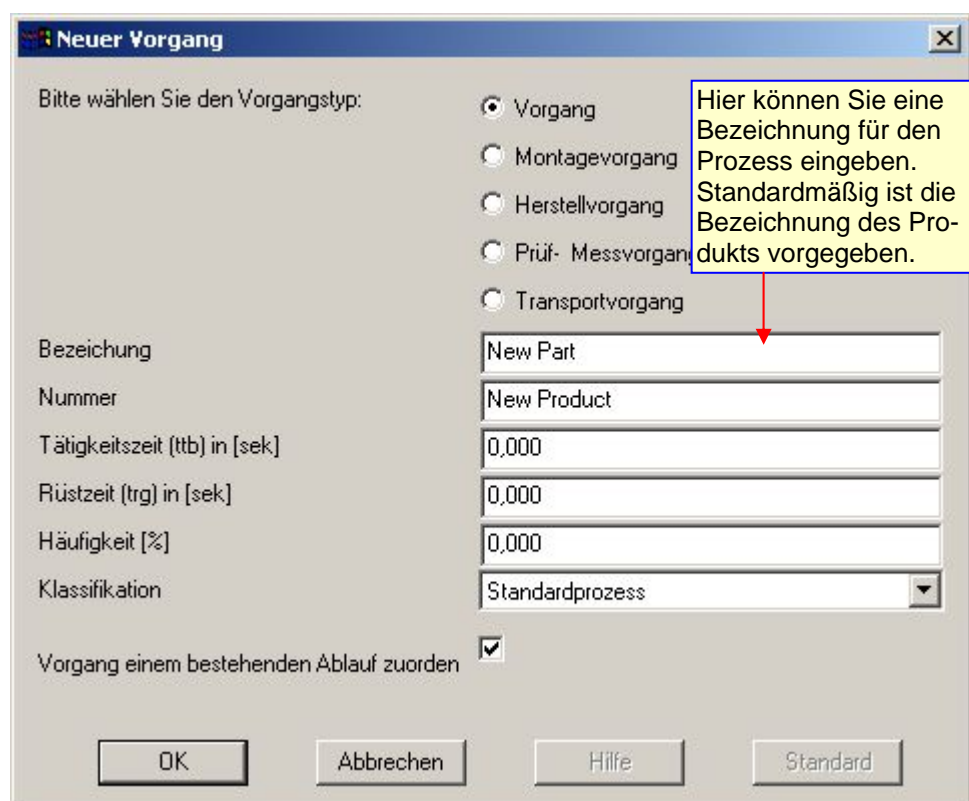 Neuer Vorgang
Bitte wählen Sie den Vorgangstyp:
Vorgang
Montagevorgang
Herstellvorgang
Prüf- Messvorgang
Transportvorgang
Hier können Sie eine
Bezeichnung für den
Prozess eingeben.
Standardmäßig ist die
Bezeichnung des Pro-
dukts vorgegeben.
Bezeichung
New Part
Nummer
New Product
Tätigkeitszeit (ttb) in [sek]
0,000
Rüstzeit (trg) in [sek]
0,000
Häufigkeit [%]
0,000
Klassifikation
Standardprozess
Vorgang einem bestehenden Ablauf zuorden
OK
Abbrechen
Hilfe
Standard